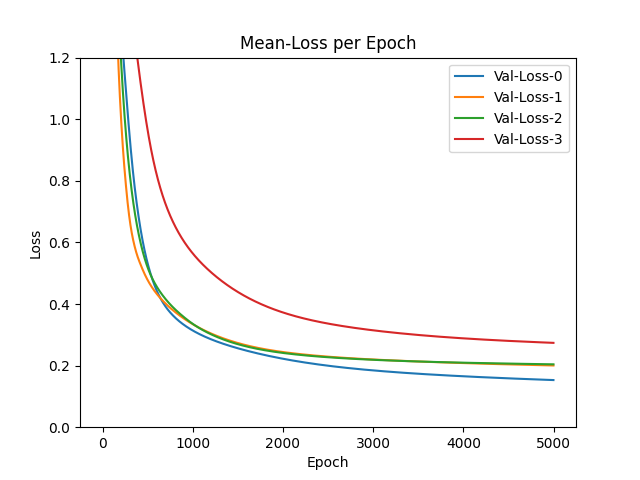 Mean-Loss per Epoch
1.2
1.0
0.8
0.6
0.4
0.2
0.0
Loss
Val-Loss-0
Val-Loss-1
Val-Loss-2
Val-Loss-3
0 1000 2000 3000 4000 5000
Epoch